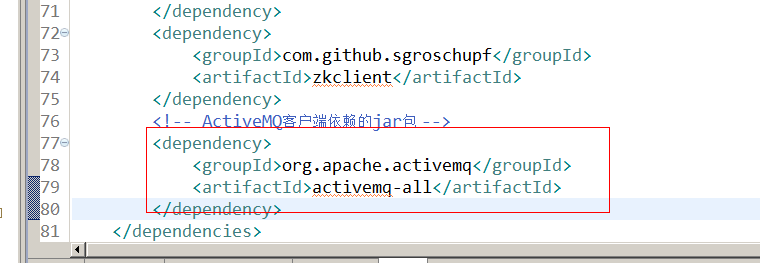 71 </dependency>
72 <dependency>
73 <groupId>com.github.sgroschupf</groupId>
74 <artifactId>zkclient</artifactId>
75 </dependency>
76 <!-- ActiveMQ客户端依赖的jar包 -->
77 <dependency>
78 <groupId>org.apache.activemq</groupId>
79 <artifactId>activemq-all</artifactId>
80 </dependency>
81 </dependencies>